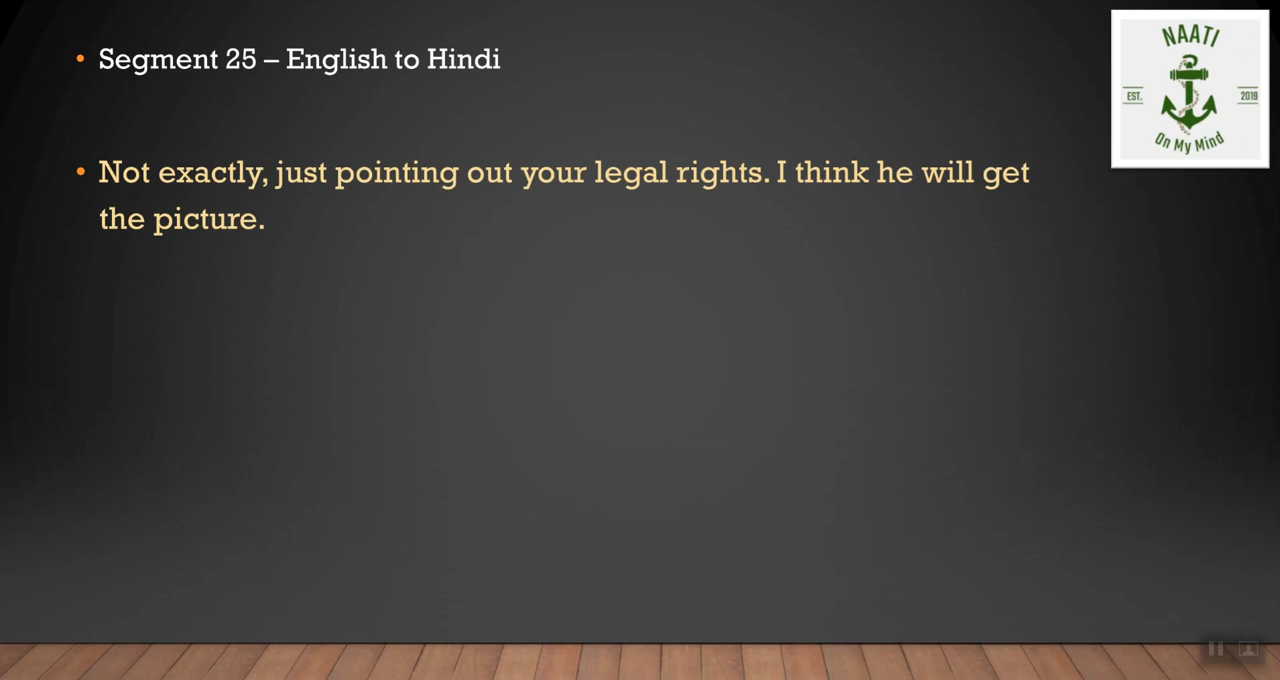 • Segment 25 – English to Hindi
NAATI
EST. 2019
On My Mind
• Not exactly, just pointing out your legal rights. I think he will get
the picture.